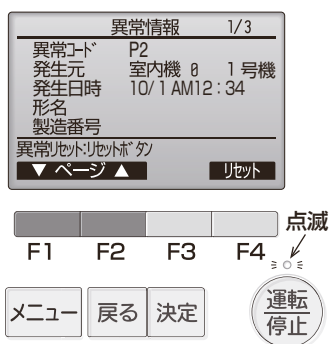 異常情報 1/3
異常ｺｰﾄﾞ P2
発生元 室内機 0 1号機
発生日時 10/1 AM12:34
形名
製造番号
異常ﾘｾｯﾄ:ﾘｾｯﾄﾎﾞﾀﾝ
▼ ページ ▲ ﾘｾｯﾄ
点滅
F1 F2 F3 F4
メニュー 戻る 決定 運転
停止